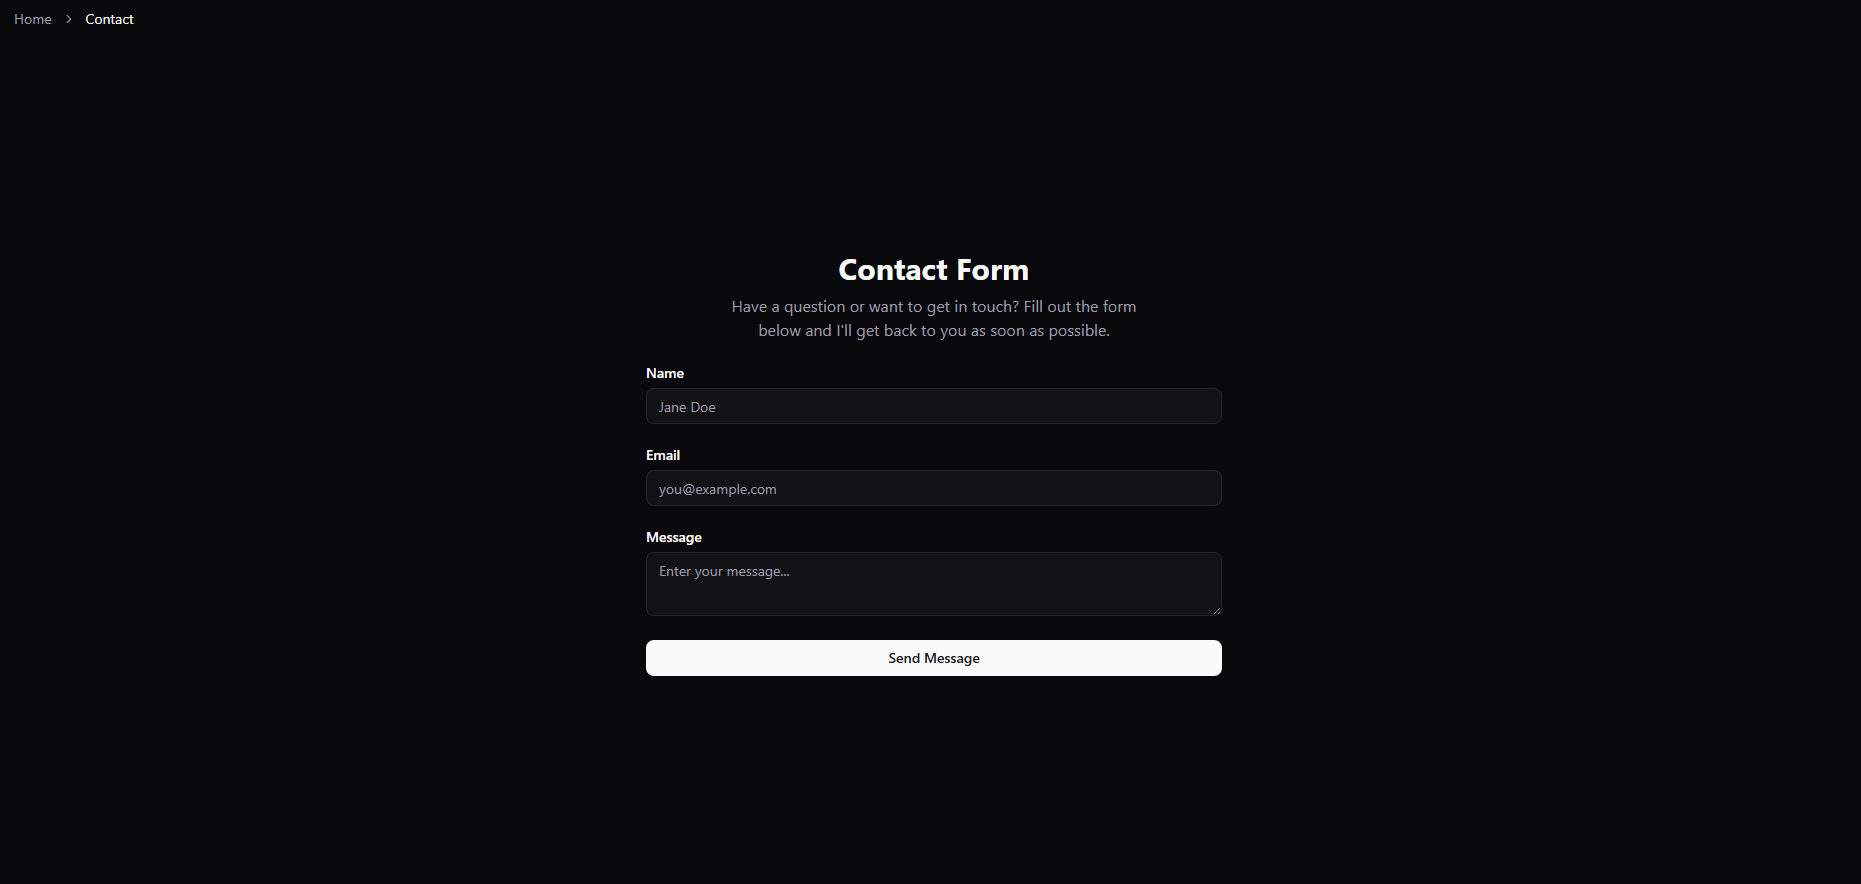 Home > Contact
Contact Form
Have a question or want to get in touch? Fill out the form
below and I'll get back to you as soon as possible.
Name
Jane Doe
Email
you@example.com
Message
Enter your message...
Send Message